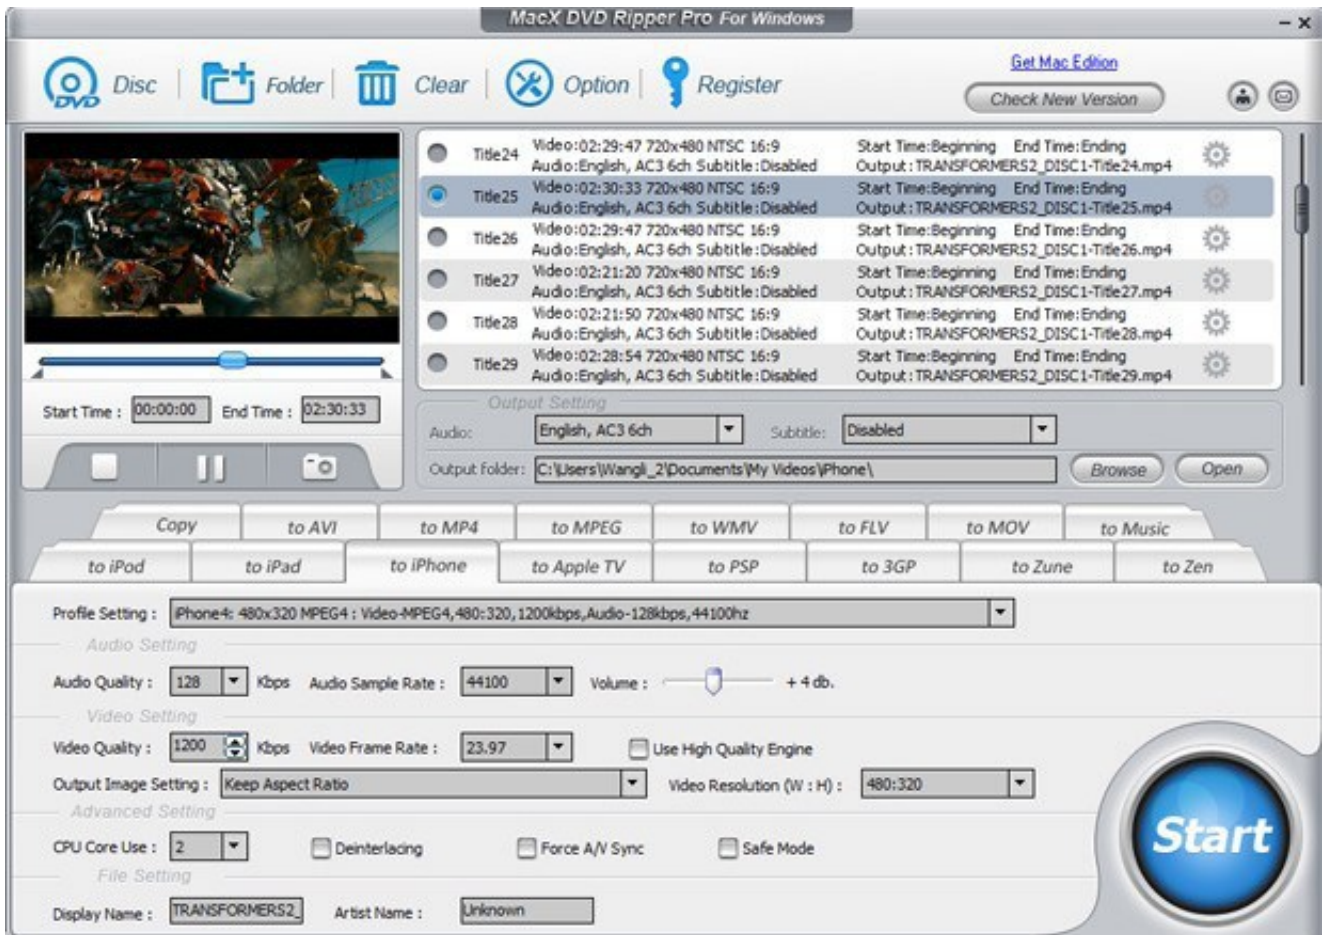 MacX DVD Ripper Pro For Windows
DVD Disc Folder Clear Option Register
Get Mac Edition
Check New Version
Title24 Video:02:29:47 720x480 NTSC 16:9 Start Time:Beginning End Time:Ending
Audio:English, AC3 6ch Subtitle:Disabled Output:TRANSFORMERS2_DISC1-Title24.mp4
Title25 Video:02:30:33 720x480 NTSC 16:9 Start Time:Beginning End Time:Ending
Audio:English, AC3 6ch Subtitle:Disabled Output:TRANSFORMERS2_DISC1-Title25.mp4
Title26 Video:02:29:47 720x480 NTSC 16:9 Start Time:Beginning End Time:Ending
Audio:English, AC3 6ch Subtitle:Disabled Output:TRANSFORMERS2_DISC1-Title26.mp4
Title27 Video:02:21:20 720x480 NTSC 16:9 Start Time:Beginning End Time:Ending
Audio:English, AC3 6ch Subtitle:Disabled Output:TRANSFORMERS2_DISC1-Title27.mp4
Title28 Video:02:21:50 720x480 NTSC 16:9 Start Time:Beginning End Time:Ending
Audio:English, AC3 6ch Subtitle:Disabled Output:TRANSFORMERS2_DISC1-Title28.mp4
Title29 Video:02:28:54 720x480 NTSC 16:9 Start Time:Beginning End Time:Ending
Audio:English, AC3 6ch Subtitle:Disabled Output:TRANSFORMERS2_DISC1-Title29.mp4
Start Time : 00:00:00 End Time : 02:30:33
Output Setting
Audio: English, AC3 6ch Subtitle: Disabled
Output Folder: C:\Users\Wangli_2\Documents\My Videos\iPhone\ Browse Open
Copy to AVI to MP4 to MPEG to WMV to FLV to MOV to Music
to iPod to iPad to iPhone to Apple TV to PSP to 3GP to Zune to Zen
Profile Setting : iPhone4: 480x320 MPEG4 : Video-MPEG4,480:320,1200kbps,Audio-128kbps,44100hz
Audio Setting
Audio Quality : 128 Kbps Audio Sample Rate : 44100 Volume : + 4 db.
Video Setting
Video Quality : 1200 Kbps Video Frame Rate : 23.97 Use High Quality Engine
Output Image Setting : Keep Aspect Ratio Video Resolution (W : H) : 480:320
Advanced Setting
CPU Core Use : 2 Deinterlacing Force A/V Sync Safe Mode
Start
File Setting
Display Name : TRANSFORMERS2_ Artist Name : Unknown